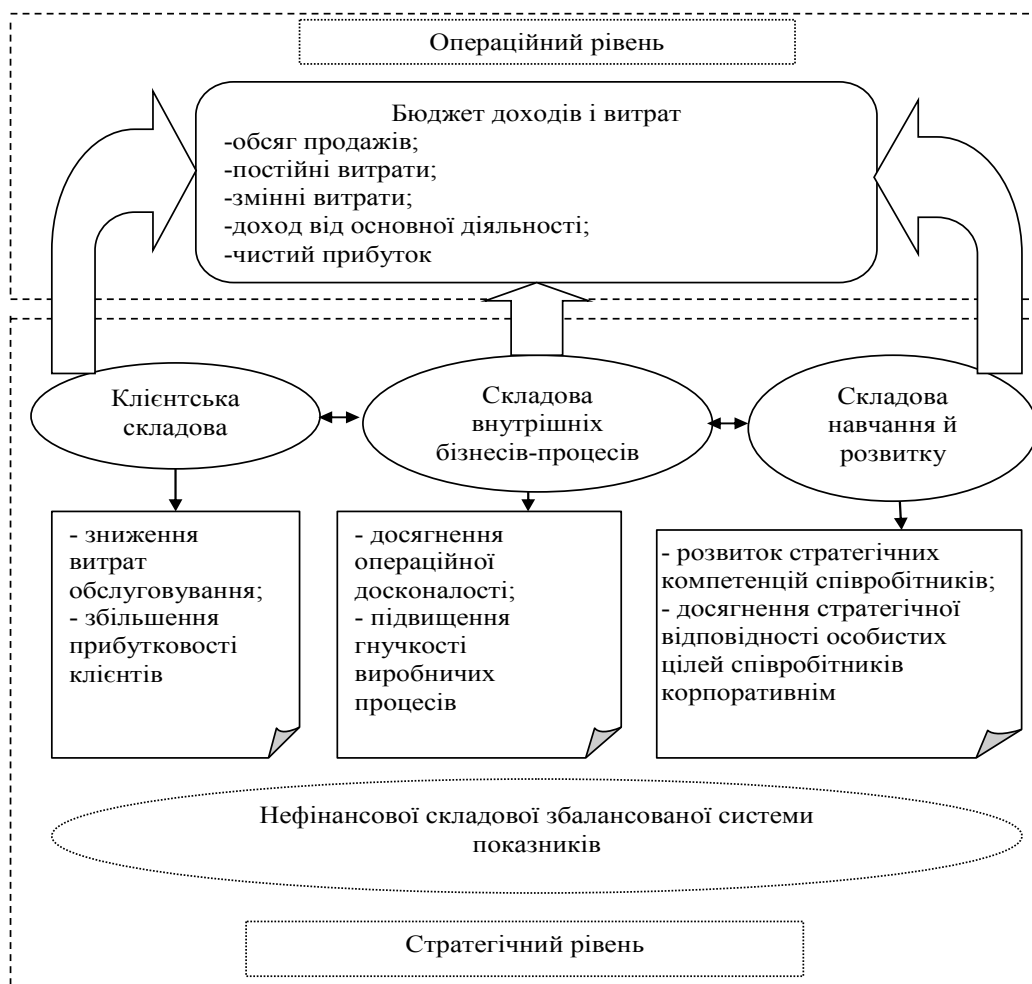 Операційний рівень
Бюджет доходів і витрат
-обсяг продажів;
-постійні витрати;
-змінні витрати;
-доход від основної діяльності;
-чистий прибуток
Клієнтська
складова
Складова
внутрішніх
бізнесів-процесів
Складова
навчання й
розвитку
- зниження
витрат
обслуговування;
- збільшення
прибутковості
клієнтів
- досягнення
операційної
досконалості;
- підвищення
гнучкості
виробничих
процесів
- розвиток стратегічних
компетенцій співробітників;
- досягнення стратегічної
відповідності особистих
цілей співробітників
корпоративнім
Нефінансової складової збалансованої системи
показників
Стратегічний рівень